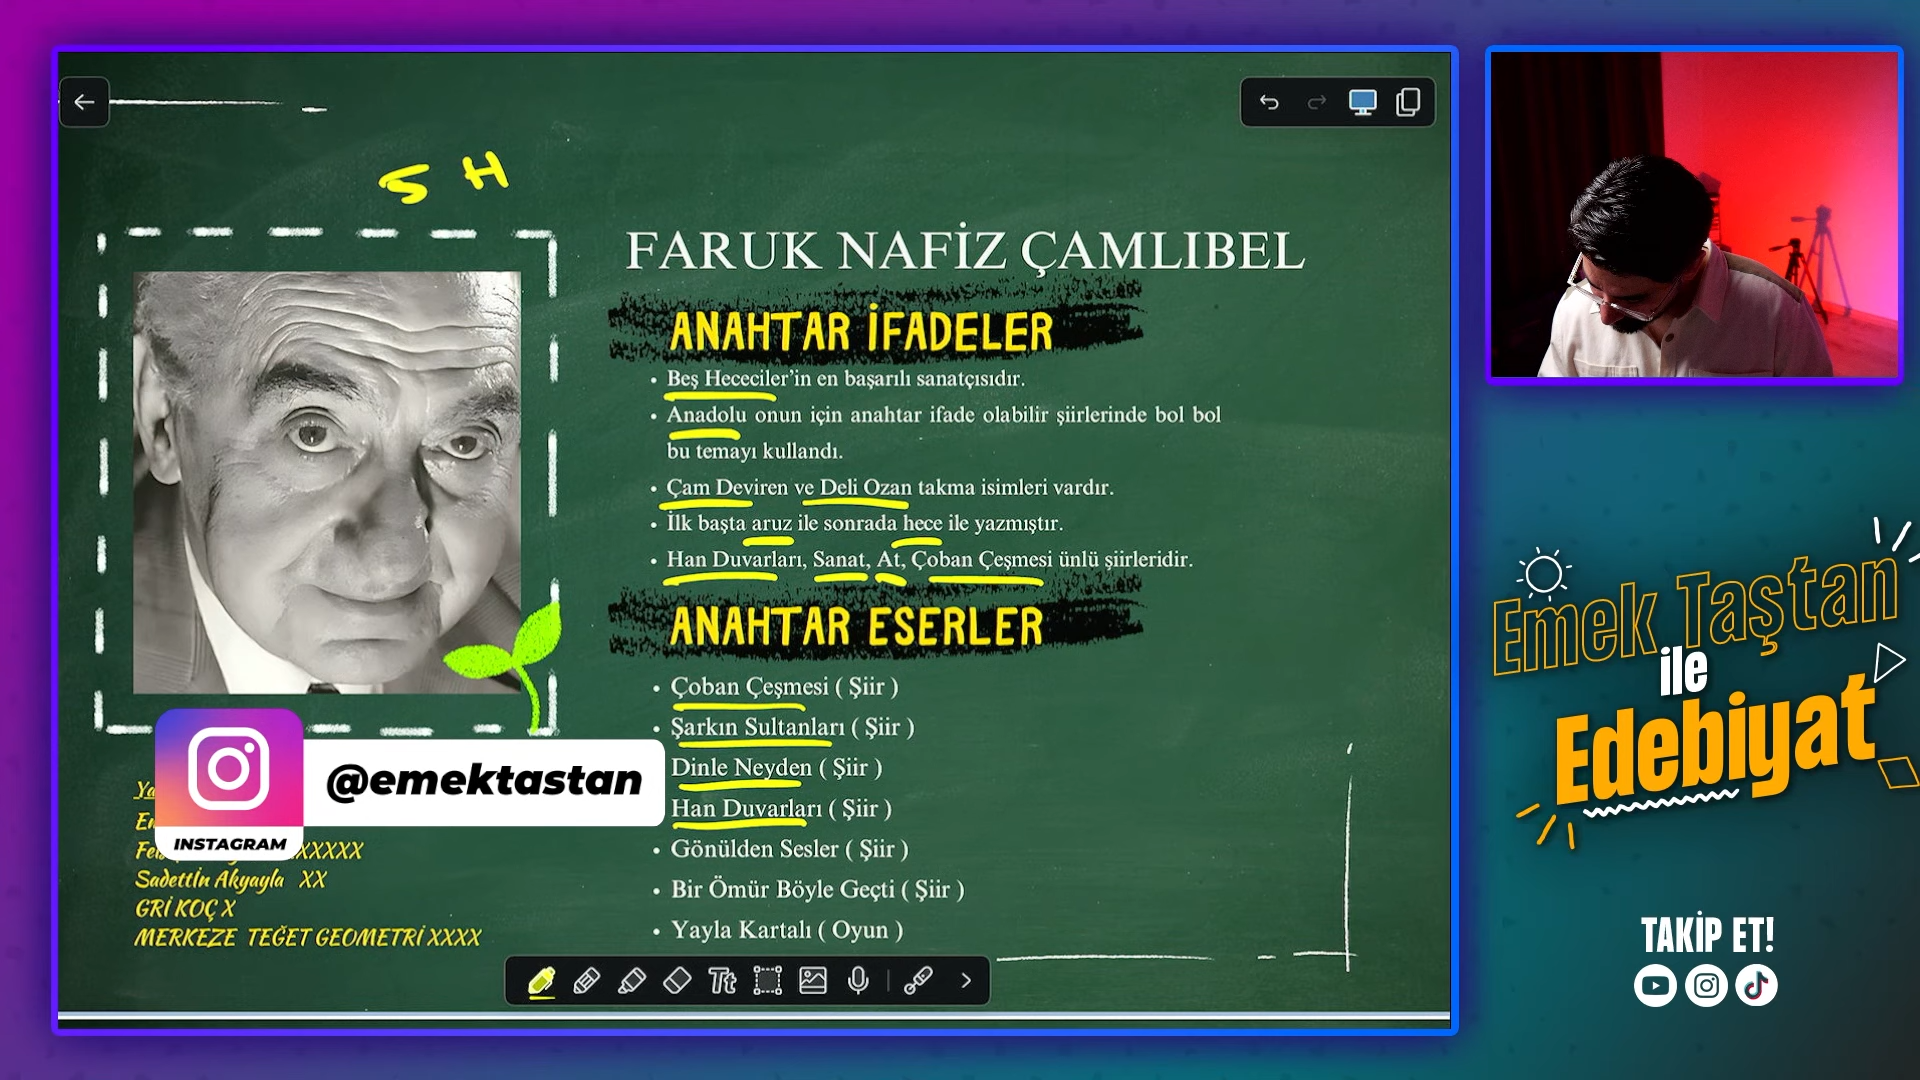 5 H
FARUK NAFİZ ÇAMLIBEL
ANAHTAR İFADELER
• Beş Hececiler’in en başarılı sanatçısıdır.
• Anadolu onun için anahtar ifade olabilir şiirlerinde bol bol
bu temayı kullandı.
• Çam Deviren ve Deli Ozan takma isimleri vardır.
• İlk başta aruz ile sonrada hece ile yazmıştır.
• Han Duvarları, Sanat, At, Çoban Çeşmesi ünlü şiirleridir.
ANAHTAR ESERLER
• Çoban Çeşmesi ( Şiir )
• Şarkın Sultanları ( Şiir )
Dinle Neyden ( Şiir )
Han Duvarları ( Şiir )
• Gönülden Sesler ( Şiir )
• Bir Ömür Böyle Geçti ( Şiir )
• Yayla Kartalı ( Oyun )
@emektastan
INSTAGRAM
XXXXX
Sadettİn Akyayla XX
GRİ KOÇ X
MERKEZE TEĞET GEOMETRİ XXXX
Tt
Emek Taştan
ile
Edebiyat
TAKİP ET!